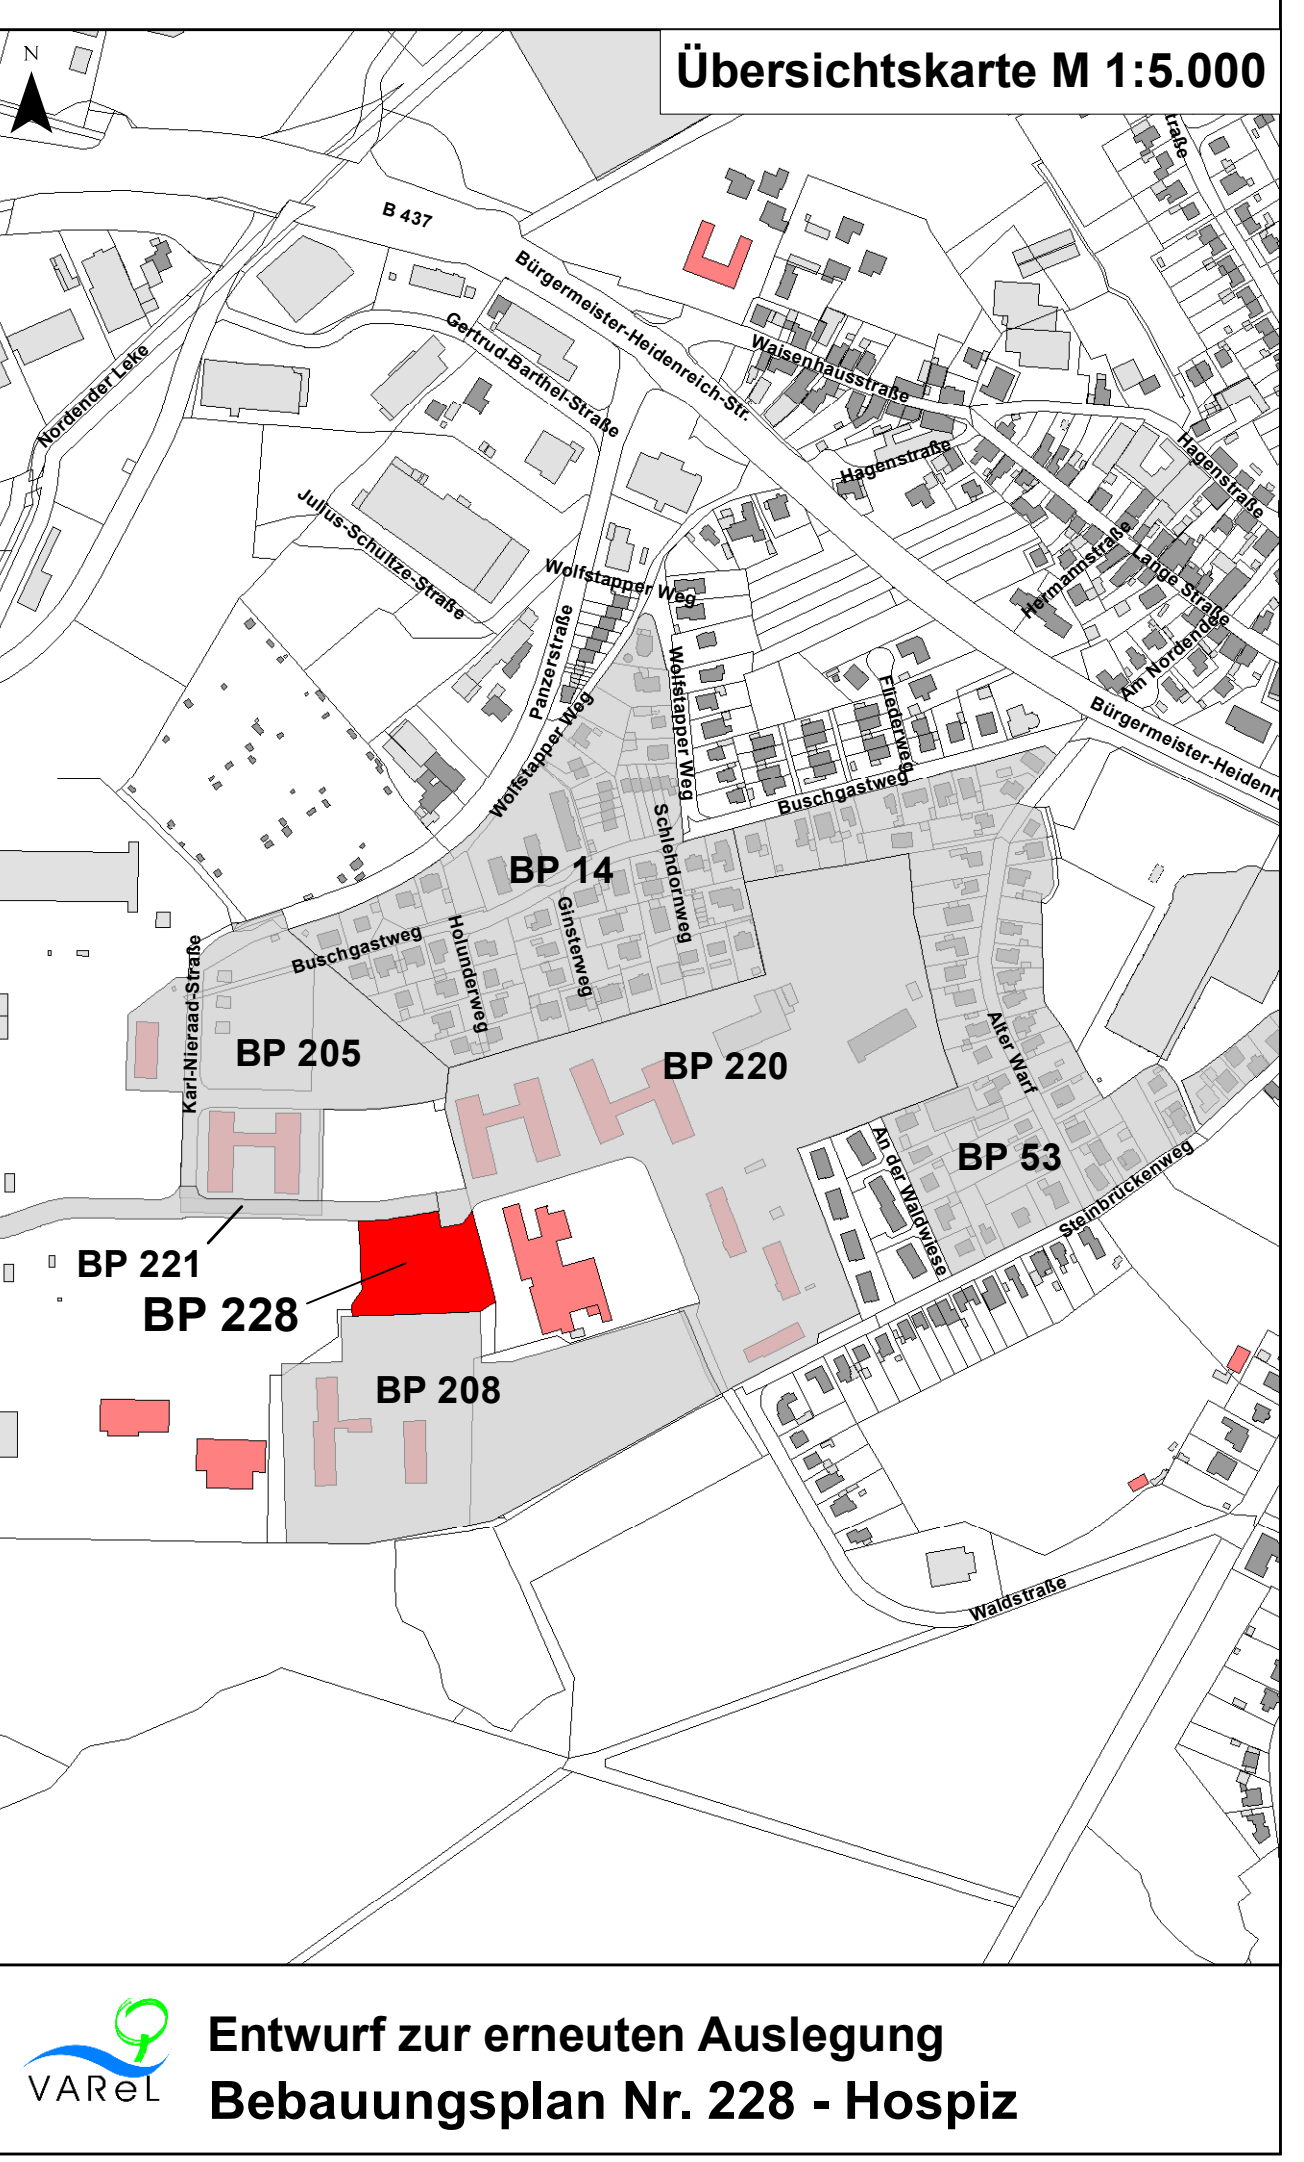 N
Übersichtskarte M 1:5.000
traße
B 437
Bürgermeister-Heidenreich-Str.
Gertrud-Barthel-Straße
Waisenhausstraße
Nordender Leke
Hagenstraße
Hagenstraße
Julius-Schultze-Straße
Wolfstapper Weg
Hermannstraße
Lange Straße
Am Nordende
Panzerstraße
Wolfstapper Weg
Wolfstapper Weg
Fliederweg
Bürgermeister-Heidenre
Buschgastweg
Schlehdornweg
BP 14
Ginsterweg
Holunderweg
Buschgastweg
Karl-Nieraad-Straße
BP 205
BP 220
Alter Warf
An der Waldwiese
BP 53
Steinbrückenweg
BP 221
BP 228
BP 208
Waldstraße
VAReL
Entwurf zur erneuten Auslegung
Bebauungsplan Nr. 228 - Hospiz